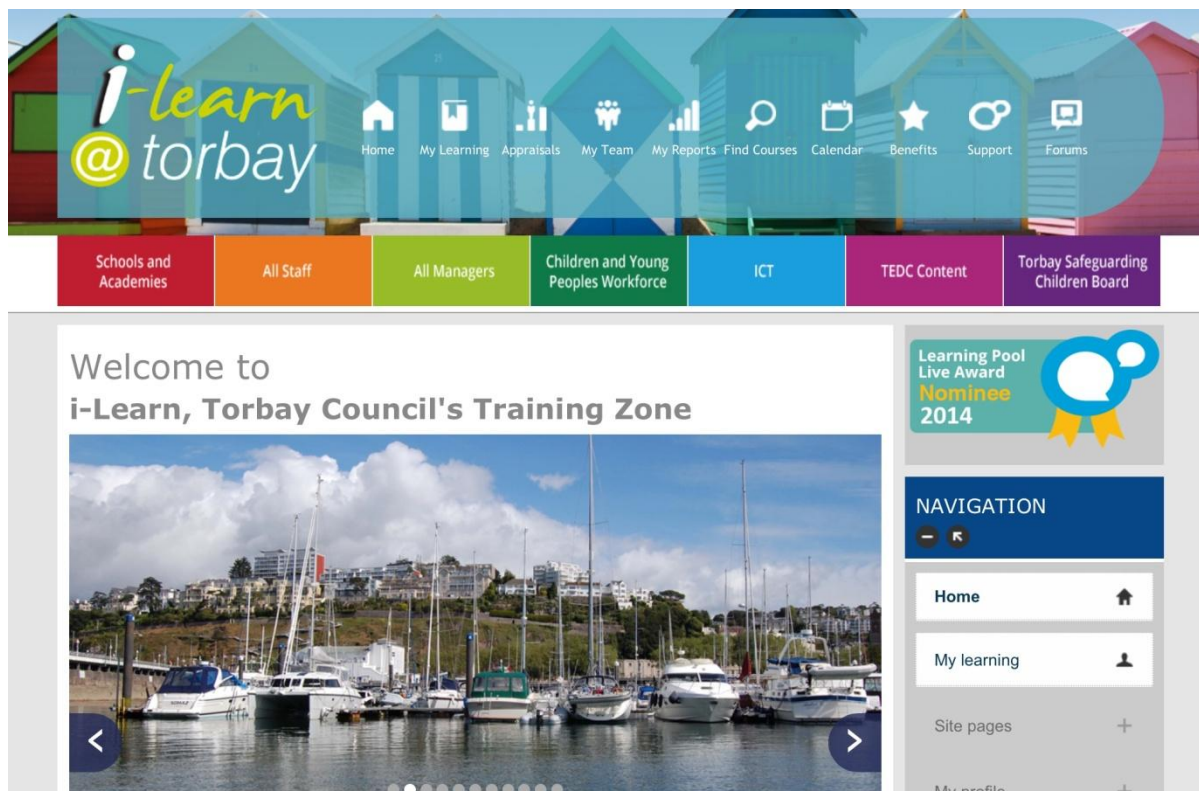 i-learn
@ torbay
Home My Learning Appraisals My Team My Reports Find Courses Calendar Benefits Support Forums
Schools and
Academies
All Staff
All Managers
Children and Young
Peoples Workforce
ICT
TEDC Content
Torbay Safeguarding
Children Board
Welcome to
i-Learn, Torbay Council's Training Zone
Learning Pool
Live Award
Nominee
2014
NAVIGATION
Home
My learning
Site pages
My profile